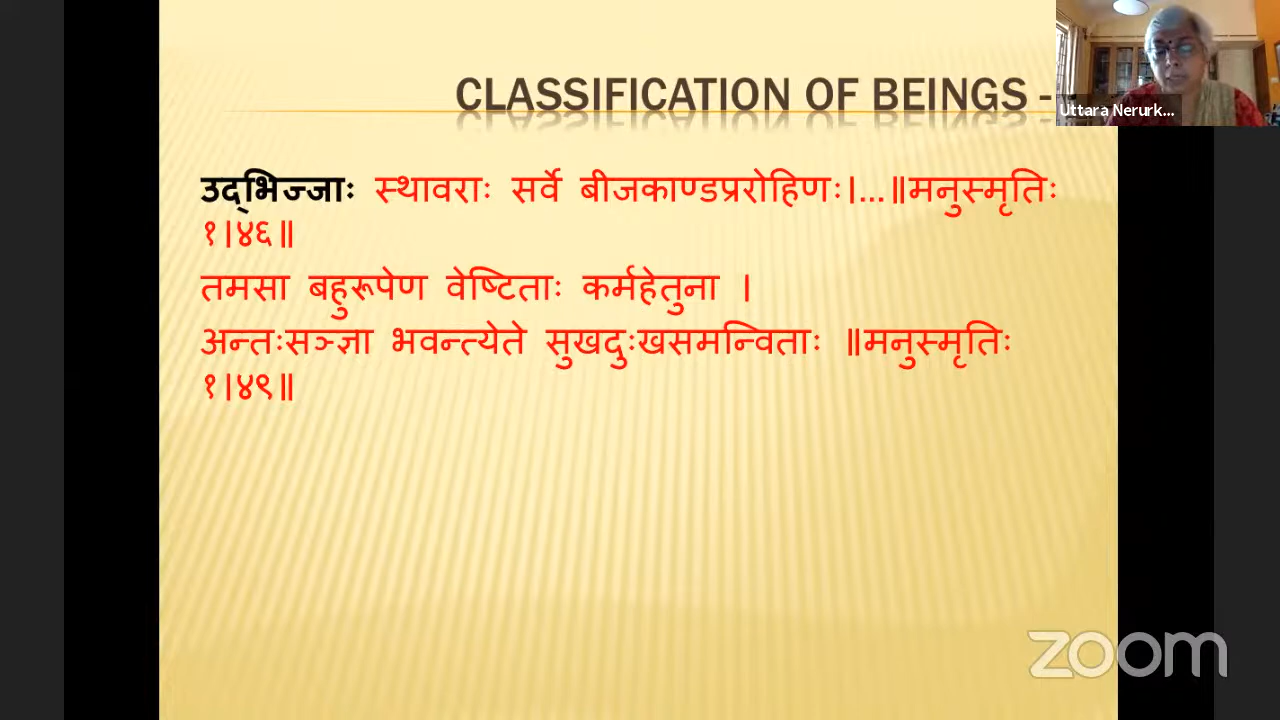 CLASSIFICATION OF BEINGS -
Uttara Nerurk...
उद्भिज्जाः स्थावराः सर्वे बीजकाण्डप्ररोहिणः।...॥मनुस्मृतिः
१।४६॥
तमसा बहुरूपेण वेष्टिताः कर्महेतुना ।
अन्तःसञ्ज्ञा भवन्त्येते सुखदुःखसमन्विताः ॥मनुस्मृतिः
१।४९॥
zoom